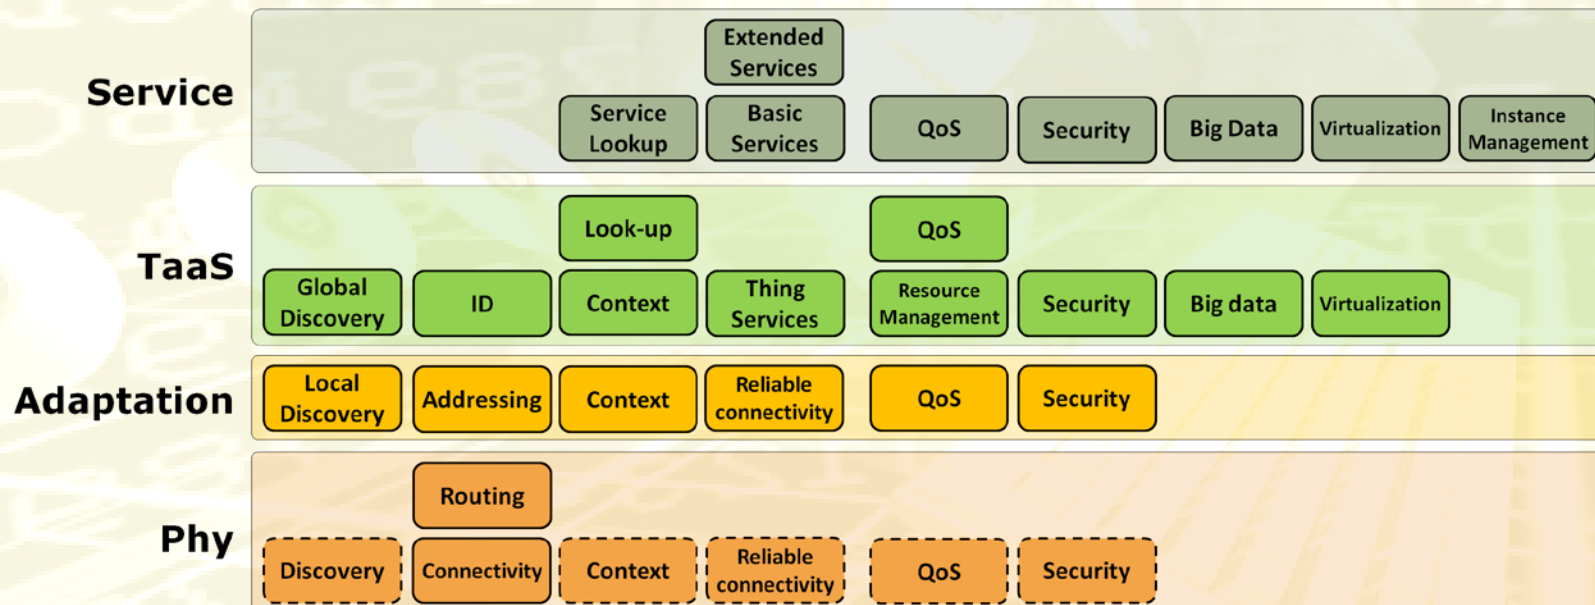 Service
Extended
Services
Service
Lookup
Basic
Services
QoS
Security
Big Data
Virtualization
Instance
Management
TaaS
Look-up
QoS
Global
Discovery
ID
Context
Thing
Services
Resource
Management
Security
Big data
Virtualization
Adaptation
Local
Discovery
Addressing
Context
Reliable
connectivity
QoS
Security
Phy
Routing
Discovery
Connectivity
Context
Reliable
connectivity
QoS
Security